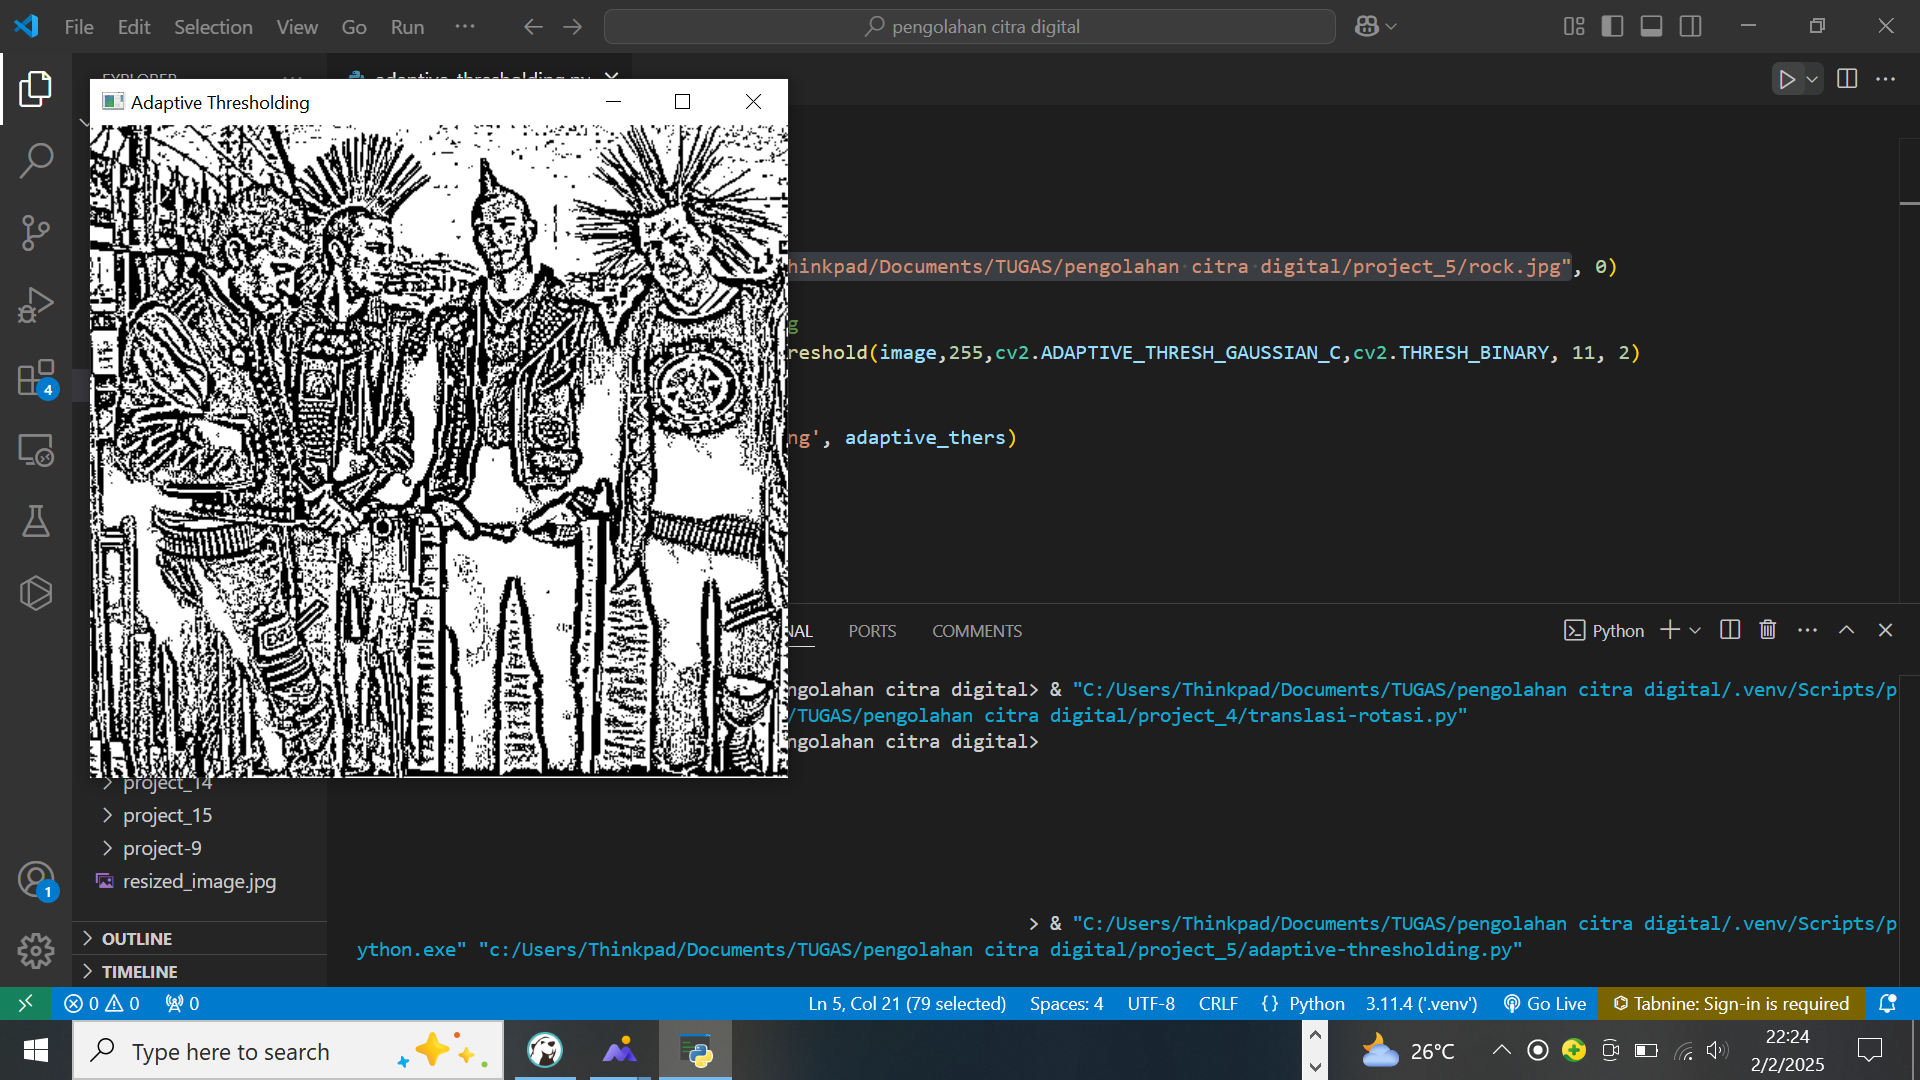 File Edit Selection View Go Run ···
pengolahan citra digital
EXPLORER
adaptive-thresholding.py
Adaptive Thresholding
hinkpad/Documents/TUGAS/pengolahan citra digital/project_5/rock.jpg", 0)
g
reshold(image,255,cv2.ADAPTIVE_THRESH_GAUSSIAN_C,cv2.THRESH_BINARY, 11, 2)
ng', adaptive_thers)
4
NAL PORTS COMMENTS
Python
ngolahan citra digital> & "C:/Users/Thinkpad/Documents/TUGAS/pengolahan citra digital/.venv/Scripts/p
/TUGAS/pengolahan citra digital/project_4/translasi-rotasi.py"
ngolahan citra digital>
project_14
project_15
project-9
resized_image.jpg
1
> & "C:/Users/Thinkpad/Documents/TUGAS/pengolahan citra digital/.venv/Scripts/p
ython.exe" "c:/Users/Thinkpad/Documents/TUGAS/pengolahan citra digital/project_5/adaptive-thresholding.py"
OUTLINE
TIMELINE
0 0 0
Ln 5, Col 21 (79 selected) Spaces: 4 UTF-8 CRLF {} Python 3.11.4 ('.venv') Go Live Tabnine: Sign-in is required
Type here to search
26°C
22:24
2/2/2025